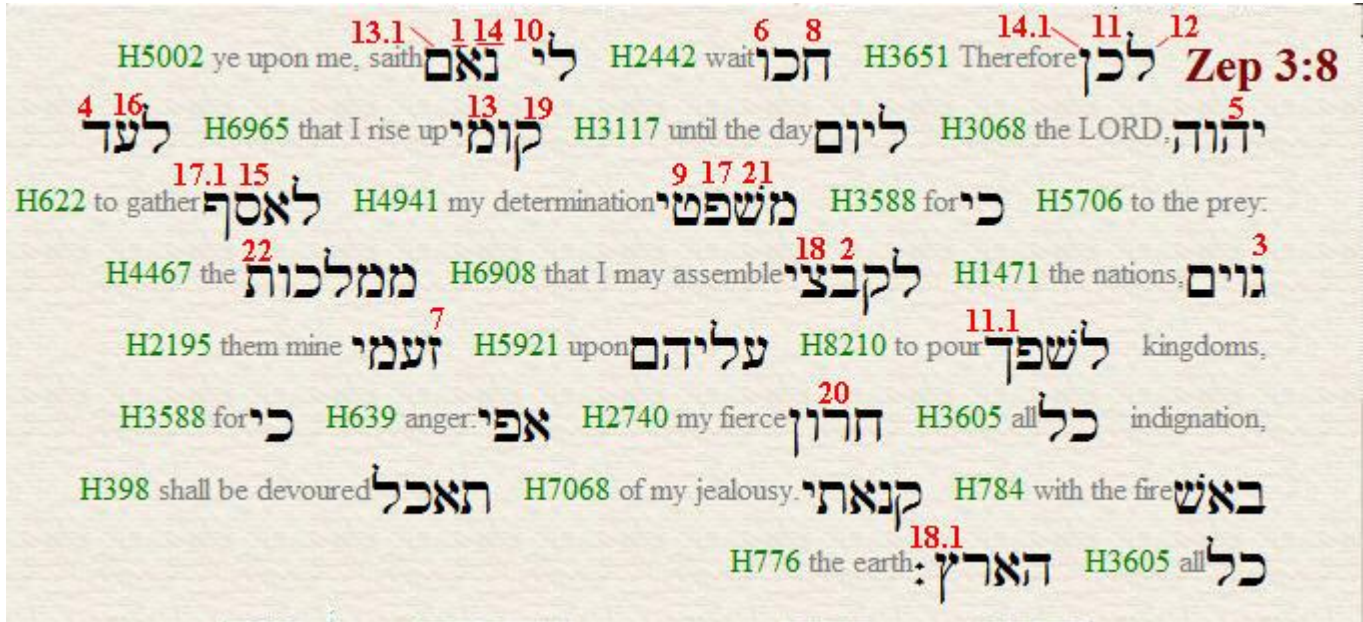 12 11 14.1 8 6 10 14 1 13.1
Zep 3:8 לכן Therefore H3651 חכו wait H2442 לי נאם ye upon me, saith H5002
5 19 13 16 4
יהוה the LORD, H3068 ליום until the day H3117 קומי that I rise up H6965 לעד
21 17 9 15 17.1
to the prey: H5706 כי for H3588 משׁפטי my determination H4941 לאסף to gather H622
3 2 18 22
גוים the nations, H1471 לקבצי that I may assemble H6908 ממלכות the H4467
11.1 7
kingdoms, לשׁפך to pour H8210 עליהם upon H5921 זעמי them mine H2195
20
indignation, כל all H3605 חרון my fierce H2740 אפי anger: H639 כי for H3588
באשׁ with the fire H784 קנאתי of my jealousy. H7068 תאכל shall be devoured H398
18.1
כל all H3605 הארץ׃ the earth H776